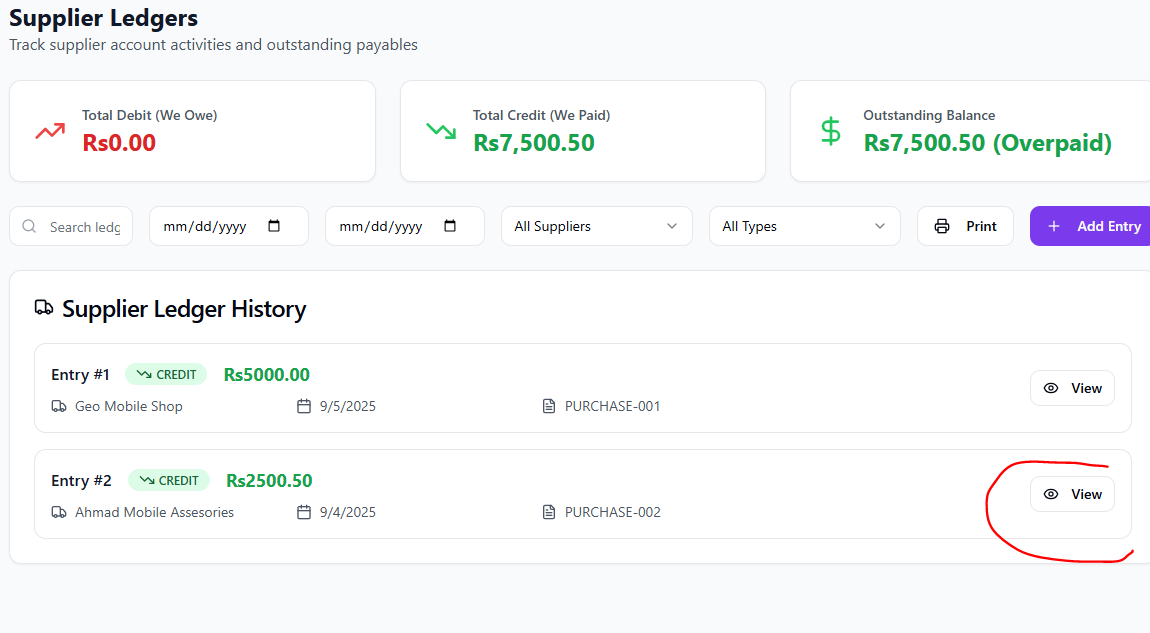 Supplier Ledgers
Track supplier account activities and outstanding payables
Total Debit (We Owe)
Rs0.00
Total Credit (We Paid)
Rs7,500.50
Outstanding Balance
Rs7,500.50 (Overpaid)
Search ledg
mm/dd/yyyy
mm/dd/yyyy
All Suppliers
All Types
Print
Add Entry
Supplier Ledger History
Entry #1 CREDIT Rs5000.00
Geo Mobile Shop 9/5/2025 PURCHASE-001
View
Entry #2 CREDIT Rs2500.50
Ahmad Mobile Assesories 9/4/2025 PURCHASE-002
View